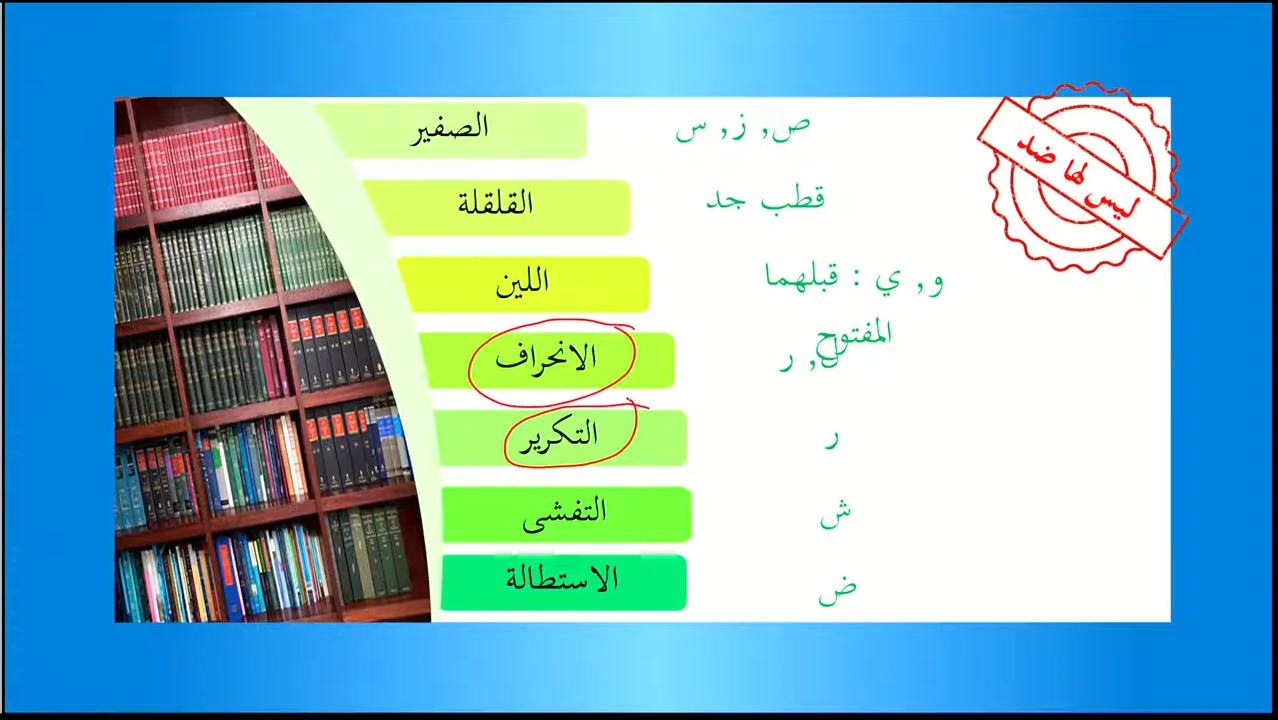 الصفير ص, ز, س
القلقلة قطب جد
اللين و, ي : قبلهما
المفتوح
الانحراف ل, ر
التكرير ر
التفشى ش
الاستطالة ض
ليس لها ضد